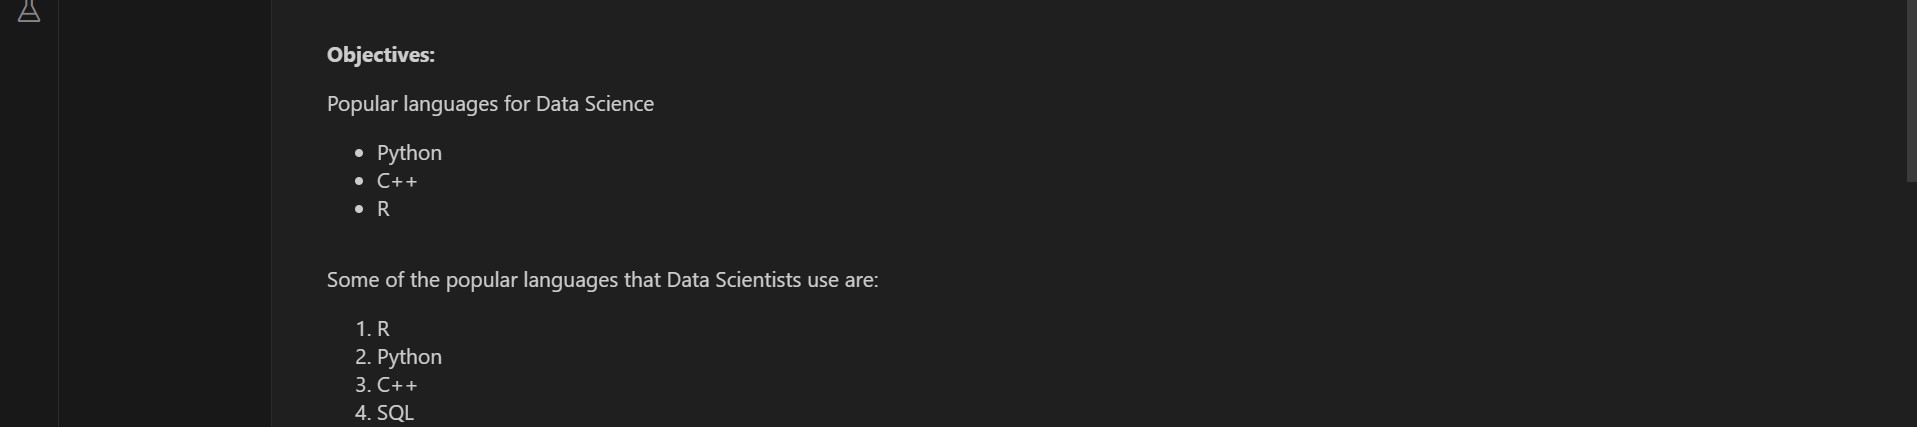 Objectives:
Popular languages for Data Science
• Python
• C++
• R
Some of the popular languages that Data Scientists use are:
1. R
2. Python
3. C++
4. SQL